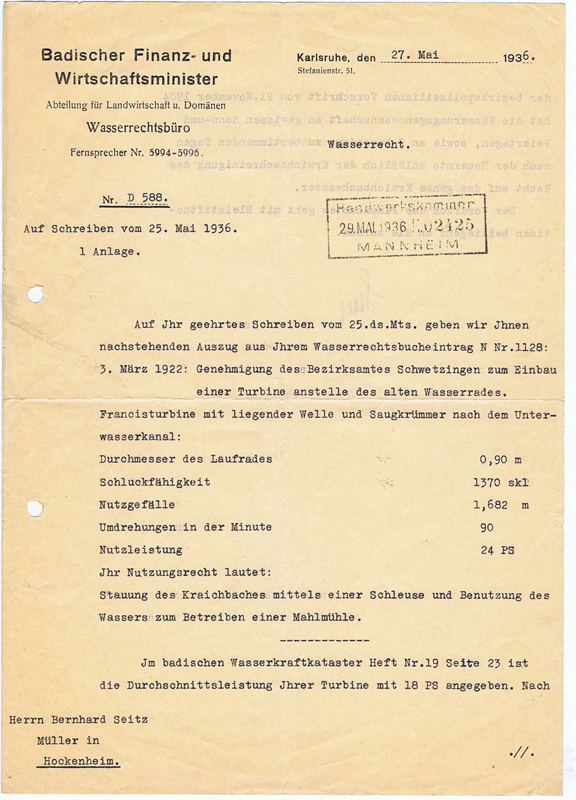 Badischer Finanz- und
Wirtschaftsminister
Abteilung für Landwirtschaft u. Domänen
Wasserrechtsbüro
Fernsprecher Nr. 5994-5996.
Nr. D 588.
Auf Schreiben vom 25. Mai 1936.
1 Anlage.
Karlsruhe, den 27. Mai 1936.
Stefanienstr. 51.
Wasserrecht.
Handwerkskammer
29.MAI.1936 02425
MANNHEIM
Auf Jhr geehrtes Schreiben vom 25.ds.Mts. geben wir Jhnen
nachstehenden Auszug aus Jhrem Wasserrechtsbucheintrag N Nr.1128:
3. März 1922: Genehmigung des Bezirksamtes Schwetzingen zum Einbau
einer Turbine anstelle des alten Wasserrades.
Francisturbine mit liegender Welle und Saugkrümmer nach dem Unter-
wasserkanal:
Durchmesser des Laufrades 0,90 m
Schluckfähigkeit 1370 skl
Nutzgefälle 1,682 m
Umdrehungen in der Minute 90
Nutzleistung 24 PS
Jhr Nutzungsrecht lautet:
Stauung des Kraichbaches mittels einer Schleuse und Benutzung des
Wassers zum Betreiben einer Mahlmühle.
-------------
Jm badischen Wasserkraftkataster Heft Nr.19 Seite 23 ist
die Durchschnittsleistung Jhrer Turbine mit 18 PS angegeben. Nach
Herrn Bernhard Seitz
Müller in
Hockenheim.
.//.